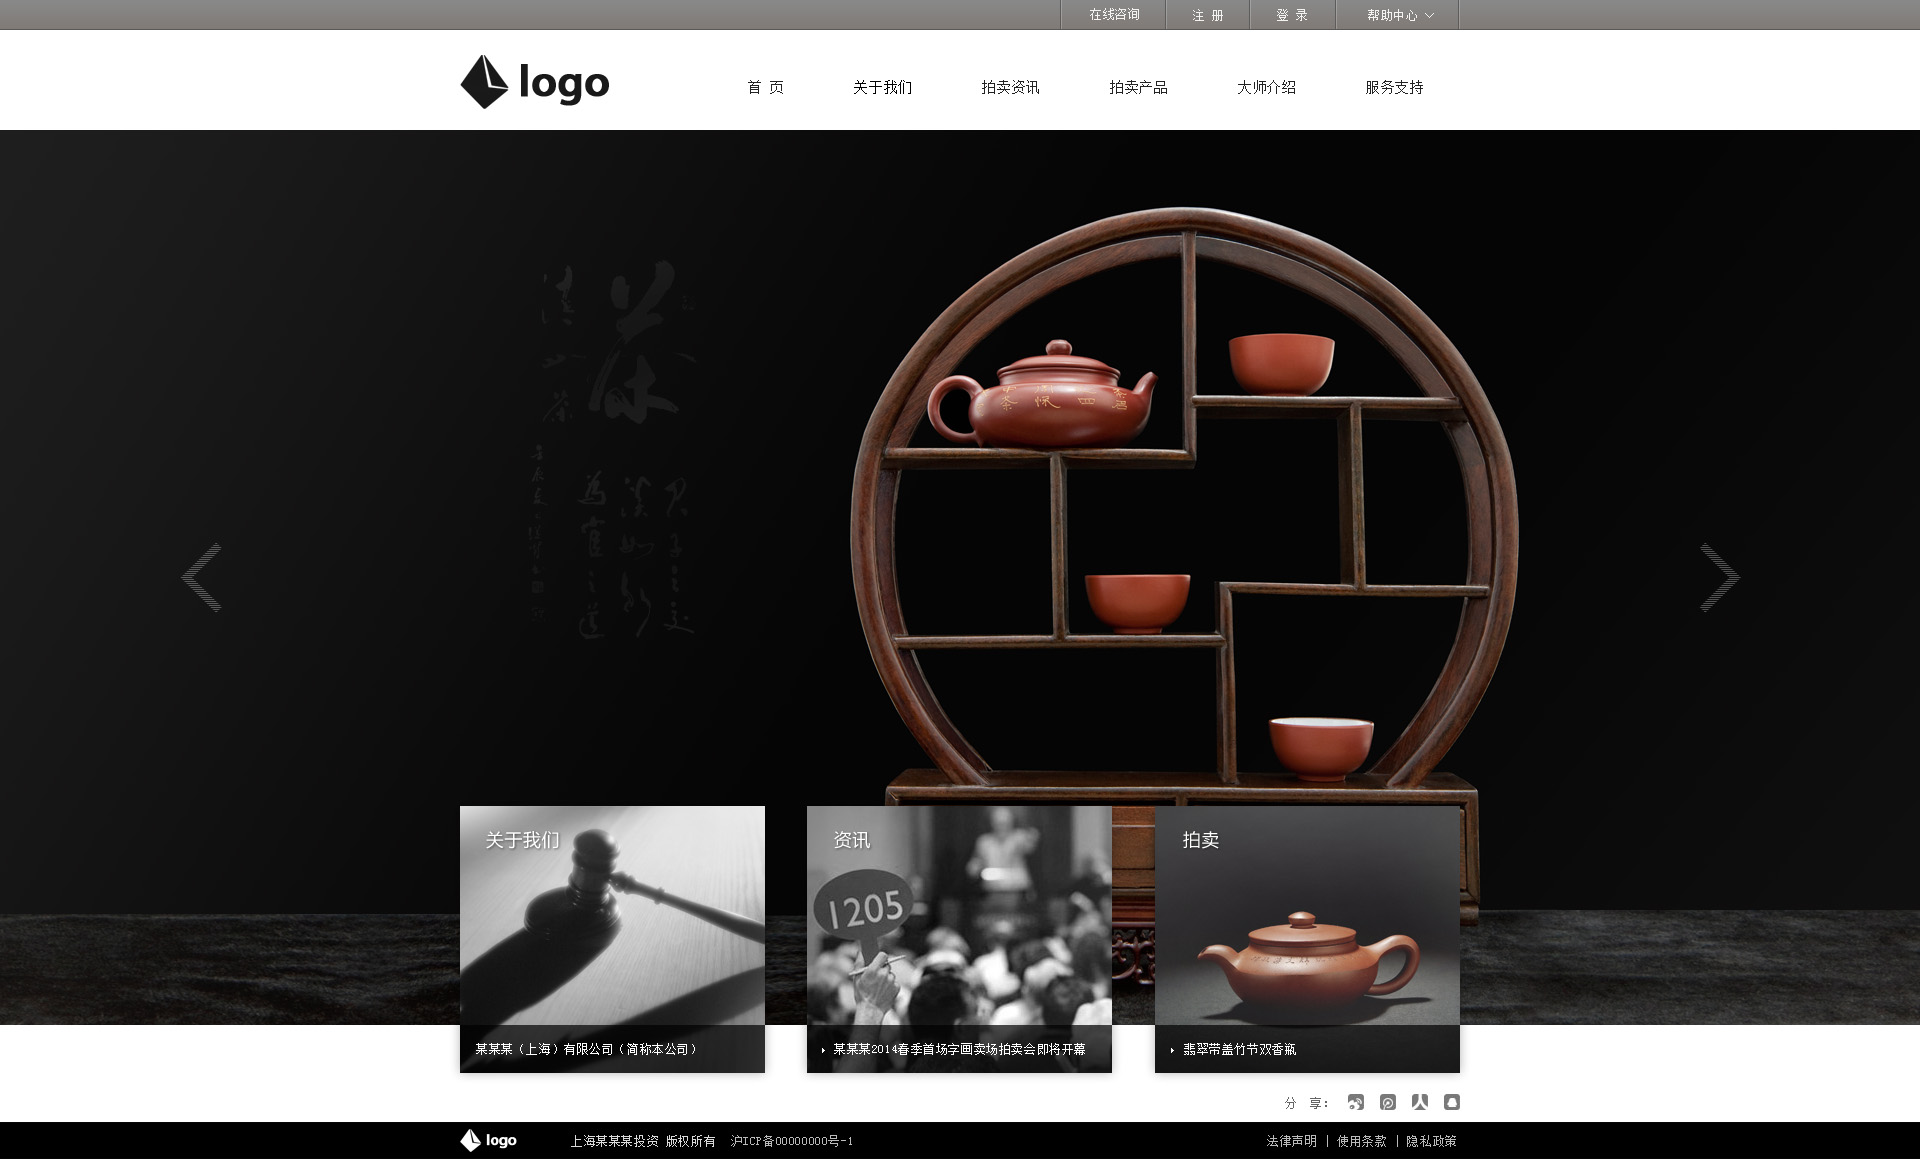 在线咨询
注 册
登 录
帮助中心
logo
首 页
关于我们
拍卖资讯
拍卖产品
大师介绍
服务支持
茶
关于我们
资讯
拍卖
1205
某某某（上海）有限公司（简称本公司）
某某某2014春季首场字画卖场拍卖会即将开幕
翡翠带盖竹节双香瓶
分 享：
logo
上海某某某投资 版权所有 沪ICP备00000000号-1
法律声明 | 使用条款 | 隐私政策